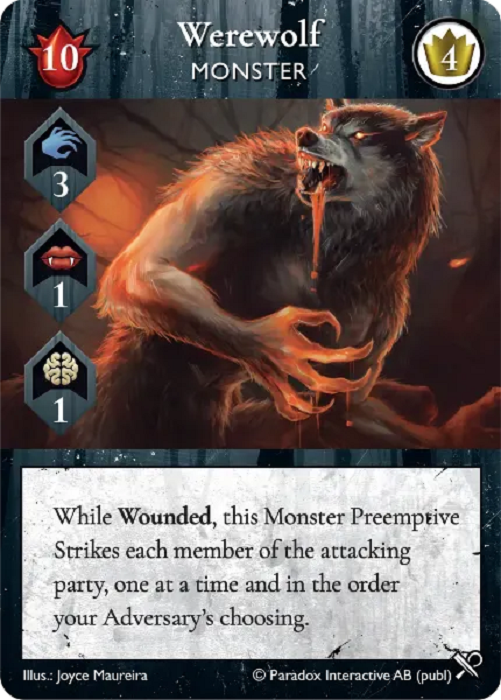 Werewolf
MONSTER
10
4
3
1
1
While Wounded, this Monster Preemptive
Strikes each member of the attacking
party, one at a time and in the order
your Adversary's choosing.
Illus.: Joyce Maureira
© Paradox Interactive AB (publ)